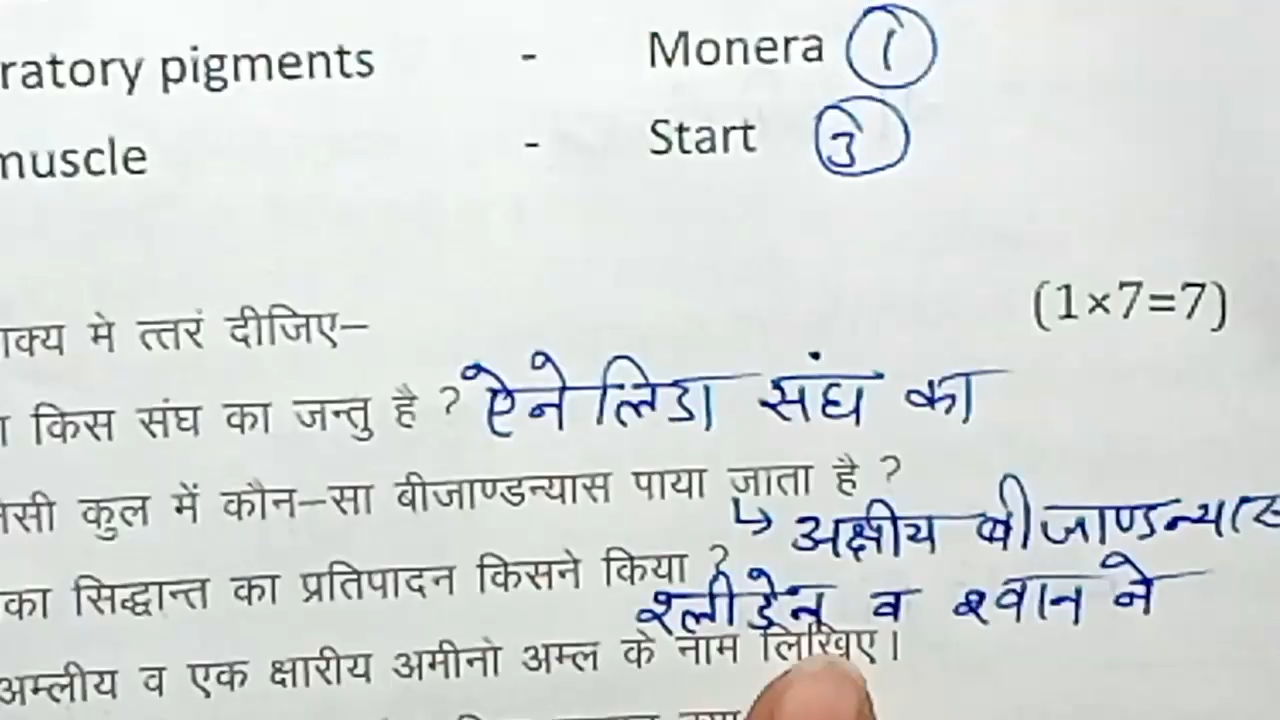 ratory pigments - Monera 1
muscle - Start 3
(1×7=7)
ाक्य मे त्तरं दीजिए–
किस संघ का जन्तु है ? ऐनेलिडा संघ का
सी कुल में कौन–सा बीजाण्डन्यास पाया जाता है ?
↳ अक्षीय बीजाण्डन्यास
का सिद्धान्त का प्रतिपादन किसने किया ?
श्लीडेन व श्वान ने
अम्लीय व एक क्षारीय अमीनो अम्ल के नाम लिखिए।